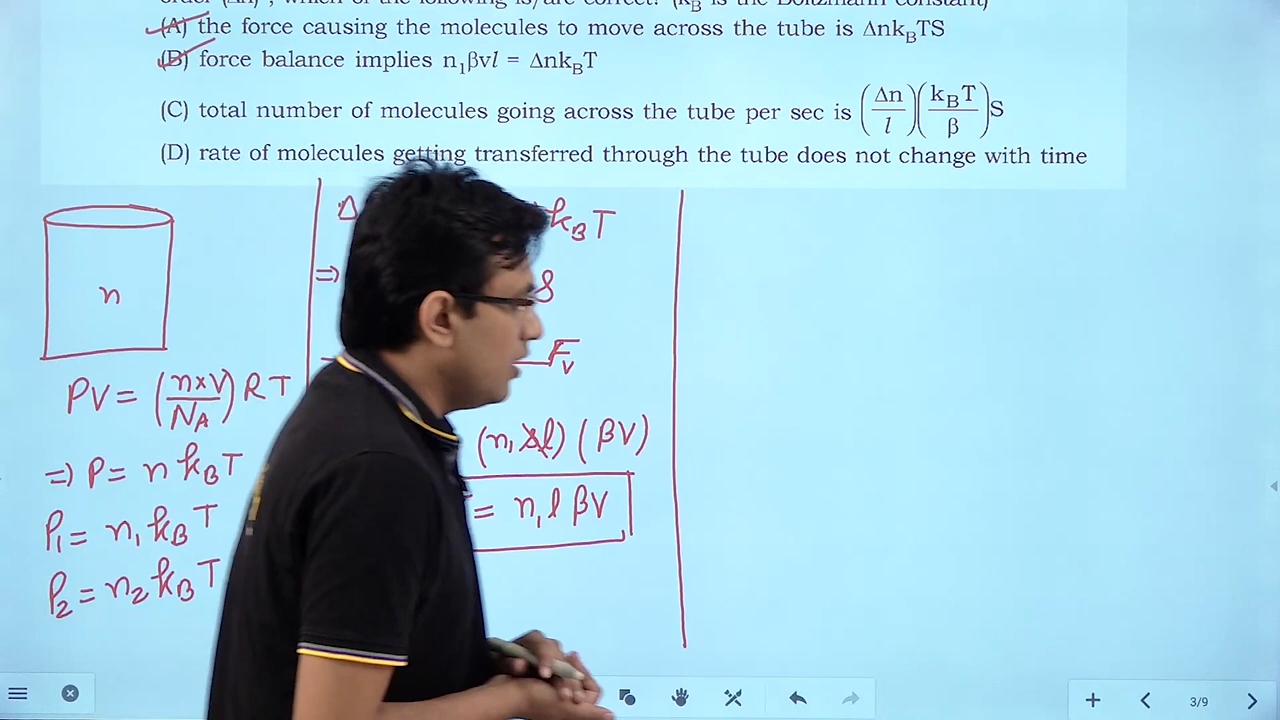 (A) the force causing the molecules to move across the tube is Δnk_BTS
(B) force balance implies n₁βvl = Δnk_BT
(C) total number of molecules going across the tube per sec is (Δn/l)(k_BT/β)S
(D) rate of molecules getting transferred through the tube does not change with time
n
PV = (n×V/N_A) RT
⇒ P = n k_BT
P₁ = n₁ k_BT
P₂ = n₂ k_BT
Δ k_BT
⇒ S
F_v
(n₁ S l) (βV)
= n₁ l βV
3/9